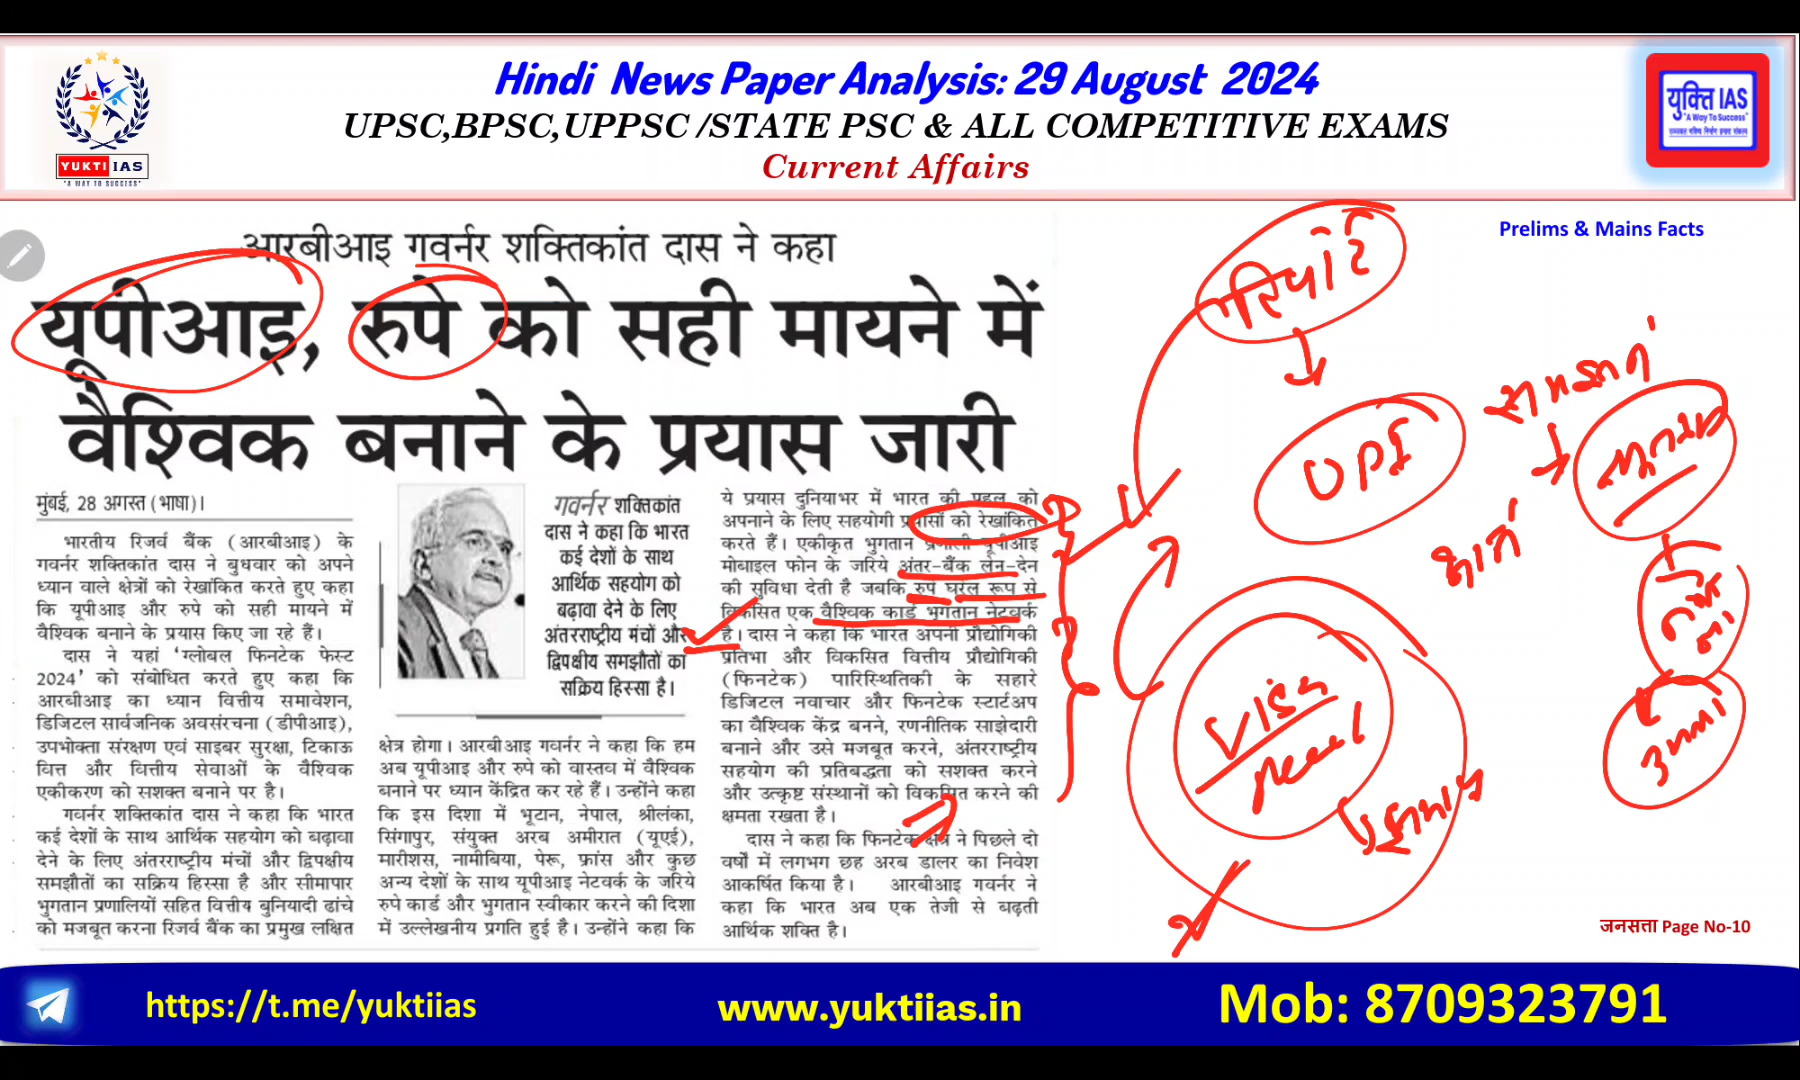 Hindi News Paper Analysis: 29 August 2024
UPSC,BPSC,UPPSC /STATE PSC & ALL COMPETITIVE EXAMS
Current Affairs
YUKTI IAS
"A WAY TO SUCCESS"
युक्ति IAS
"A Way To Success"
Prelims & Mains Facts
आरबीआइ गवर्नर शक्तिकांत दास ने कहा
यूपीआइ, रुपे को सही मायने में
वैश्विक बनाने के प्रयास जारी
मुंबई, 28 अगस्त (भाषा)।
भारतीय रिजर्व बैंक (आरबीआइ) के
गवर्नर शक्तिकांत दास ने बुधवार को अपने
ध्यान वाले क्षेत्रों को रेखांकित करते हुए कहा
कि यूपीआइ और रुपे को सही मायने में
वैश्विक बनाने के प्रयास किए जा रहे हैं।
दास ने यहां 'ग्लोबल फिनटेक फेस्ट
2024' को संबोधित करते हुए कहा कि
आरबीआइ का ध्यान वित्तीय समावेशन,
डिजिटल सार्वजनिक अवसंरचना (डीपीआइ),
उपभोक्ता संरक्षण एवं साइबर सुरक्षा, टिकाऊ
वित्त और वित्तीय सेवाओं के वैश्विक
एकीकरण को सशक्त बनाने पर है।
गवर्नर शक्तिकांत दास ने कहा कि भारत
कई देशों के साथ आर्थिक सहयोग को बढ़ावा
देने के लिए अंतरराष्ट्रीय मंचों और द्विपक्षीय
समझौतों का सक्रिय हिस्सा है और सीमापार
भुगतान प्रणालियों सहित वित्तीय बुनियादी ढांचे
को मजबूत करना रिजर्व बैंक का प्रमुख लक्षित
गवर्नर शक्तिकांत
दास ने कहा कि भारत
कई देशों के साथ
आर्थिक सहयोग को
बढ़ावा देने के लिए
अंतरराष्ट्रीय मंचों और
द्विपक्षीय समझौतों का
सक्रिय हिस्सा है।
क्षेत्र होगा। आरबीआइ गवर्नर ने कहा कि हम
अब यूपीआइ और रुपे को वास्तव में वैश्विक
बनाने पर ध्यान केंद्रित कर रहे हैं। उन्होंने कहा
कि इस दिशा में भूटान, नेपाल, श्रीलंका,
सिंगापुर, संयुक्त अरब अमीरात (यूएई),
मारीशस, नामीबिया, पेरू, फ्रांस और कुछ
अन्य देशों के साथ यूपीआइ नेटवर्क के जरिये
रुपे कार्ड और भुगतान स्वीकार करने की दिशा
में उल्लेखनीय प्रगति हुई है। उन्होंने कहा कि
ये प्रयास दुनियाभर में भारत की पहल को
अपनाने के लिए सहयोगी प्रयासों को रेखांकित
करते हैं। एकीकृत भुगतान प्रणाली यूपीआइ
मोबाइल फोन के जरिये अंतर-बैंक लेन-देन
की सुविधा देती है जबकि रुपे घरेलू रूप से
विकसित एक वैश्विक कार्ड भुगतान नेटवर्क
है। दास ने कहा कि भारत अपनी प्रौद्योगिकी
प्रतिभा और विकसित वित्तीय प्रौद्योगिकी
(फिनटेक) पारिस्थितिकी के सहारे
डिजिटल नवाचार और फिनटेक स्टार्टअप
का वैश्विक केंद्र बनने, रणनीतिक साझेदारी
बनाने और उसे मजबूत करने, अंतरराष्ट्रीय
सहयोग की प्रतिबद्धता को सशक्त करने
और उत्कृष्ट संस्थानों को विकसित करने की
क्षमता रखता है।
दास ने कहा कि फिनटेक क्षेत्र ने पिछले दो
वर्षों में लगभग छह अरब डालर का निवेश
आकर्षित किया है। आरबीआइ गवर्नर ने
कहा कि भारत अब एक तेजी से बढ़ती
आर्थिक शक्ति है।
रिपोर्ट
UPI
जनसत्ता Page No-10
https://t.me/yuktiias
www.yuktiias.in
Mob: 8709323791